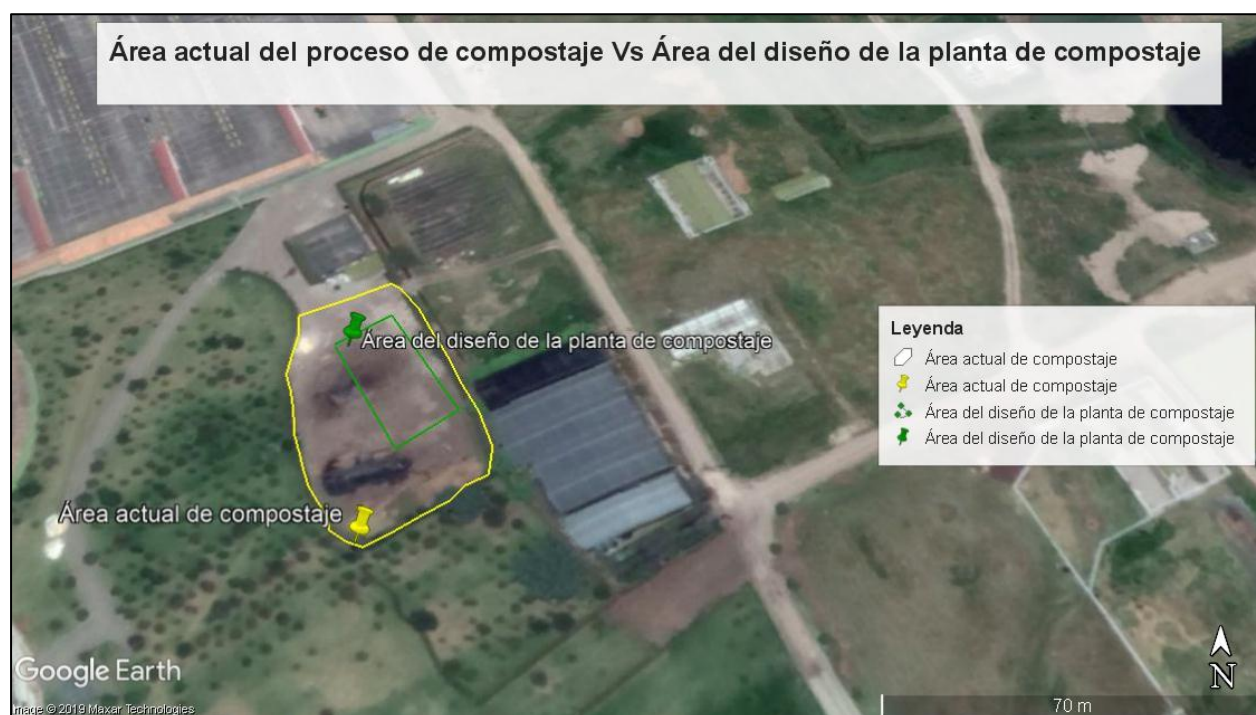 Área actual del proceso de compostaje Vs Área del diseño de la planta de compostaje
Área del diseño de la planta de compostaje
Leyenda
Área actual de compostaje
Área actual de compostaje
Área del diseño de la planta de compostaje
Área del diseño de la planta de compostaje
Área actual de compostaje
Google Earth
N
Image © 2019 Maxar Technologies
70 m